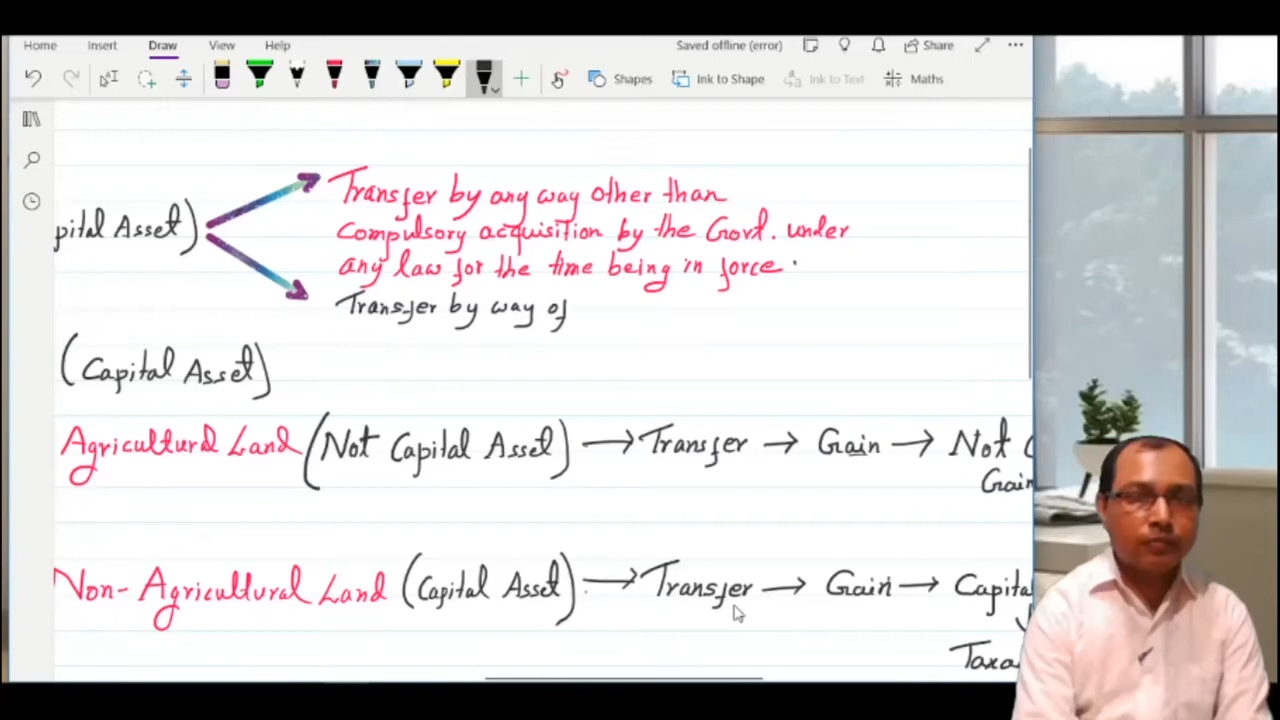 Home Insert Draw View Help Saved offline (error) Share
Shapes Ink to Shape Ink to Text Maths
Transfer by any way other than
pital Asset) compulsory acquisition by the Govt. under
any law for the time being in force.
Transfer by way of
(Capital Asset)
Agricultural Land (Not Capital Asset) → Transfer → Gain → Not C
Gain
Non-Agricultural Land (Capital Asset) → Transfer → Gain → Capita
Taxa